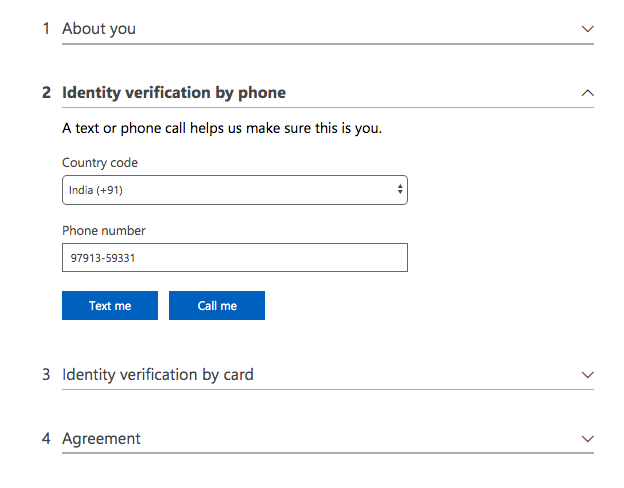 1 About you
2 Identity verification by phone
A text or phone call helps us make sure this is you.
Country code
India (+91)
Phone number
97913-59331
Text me Call me
3 Identity verification by card
4 Agreement